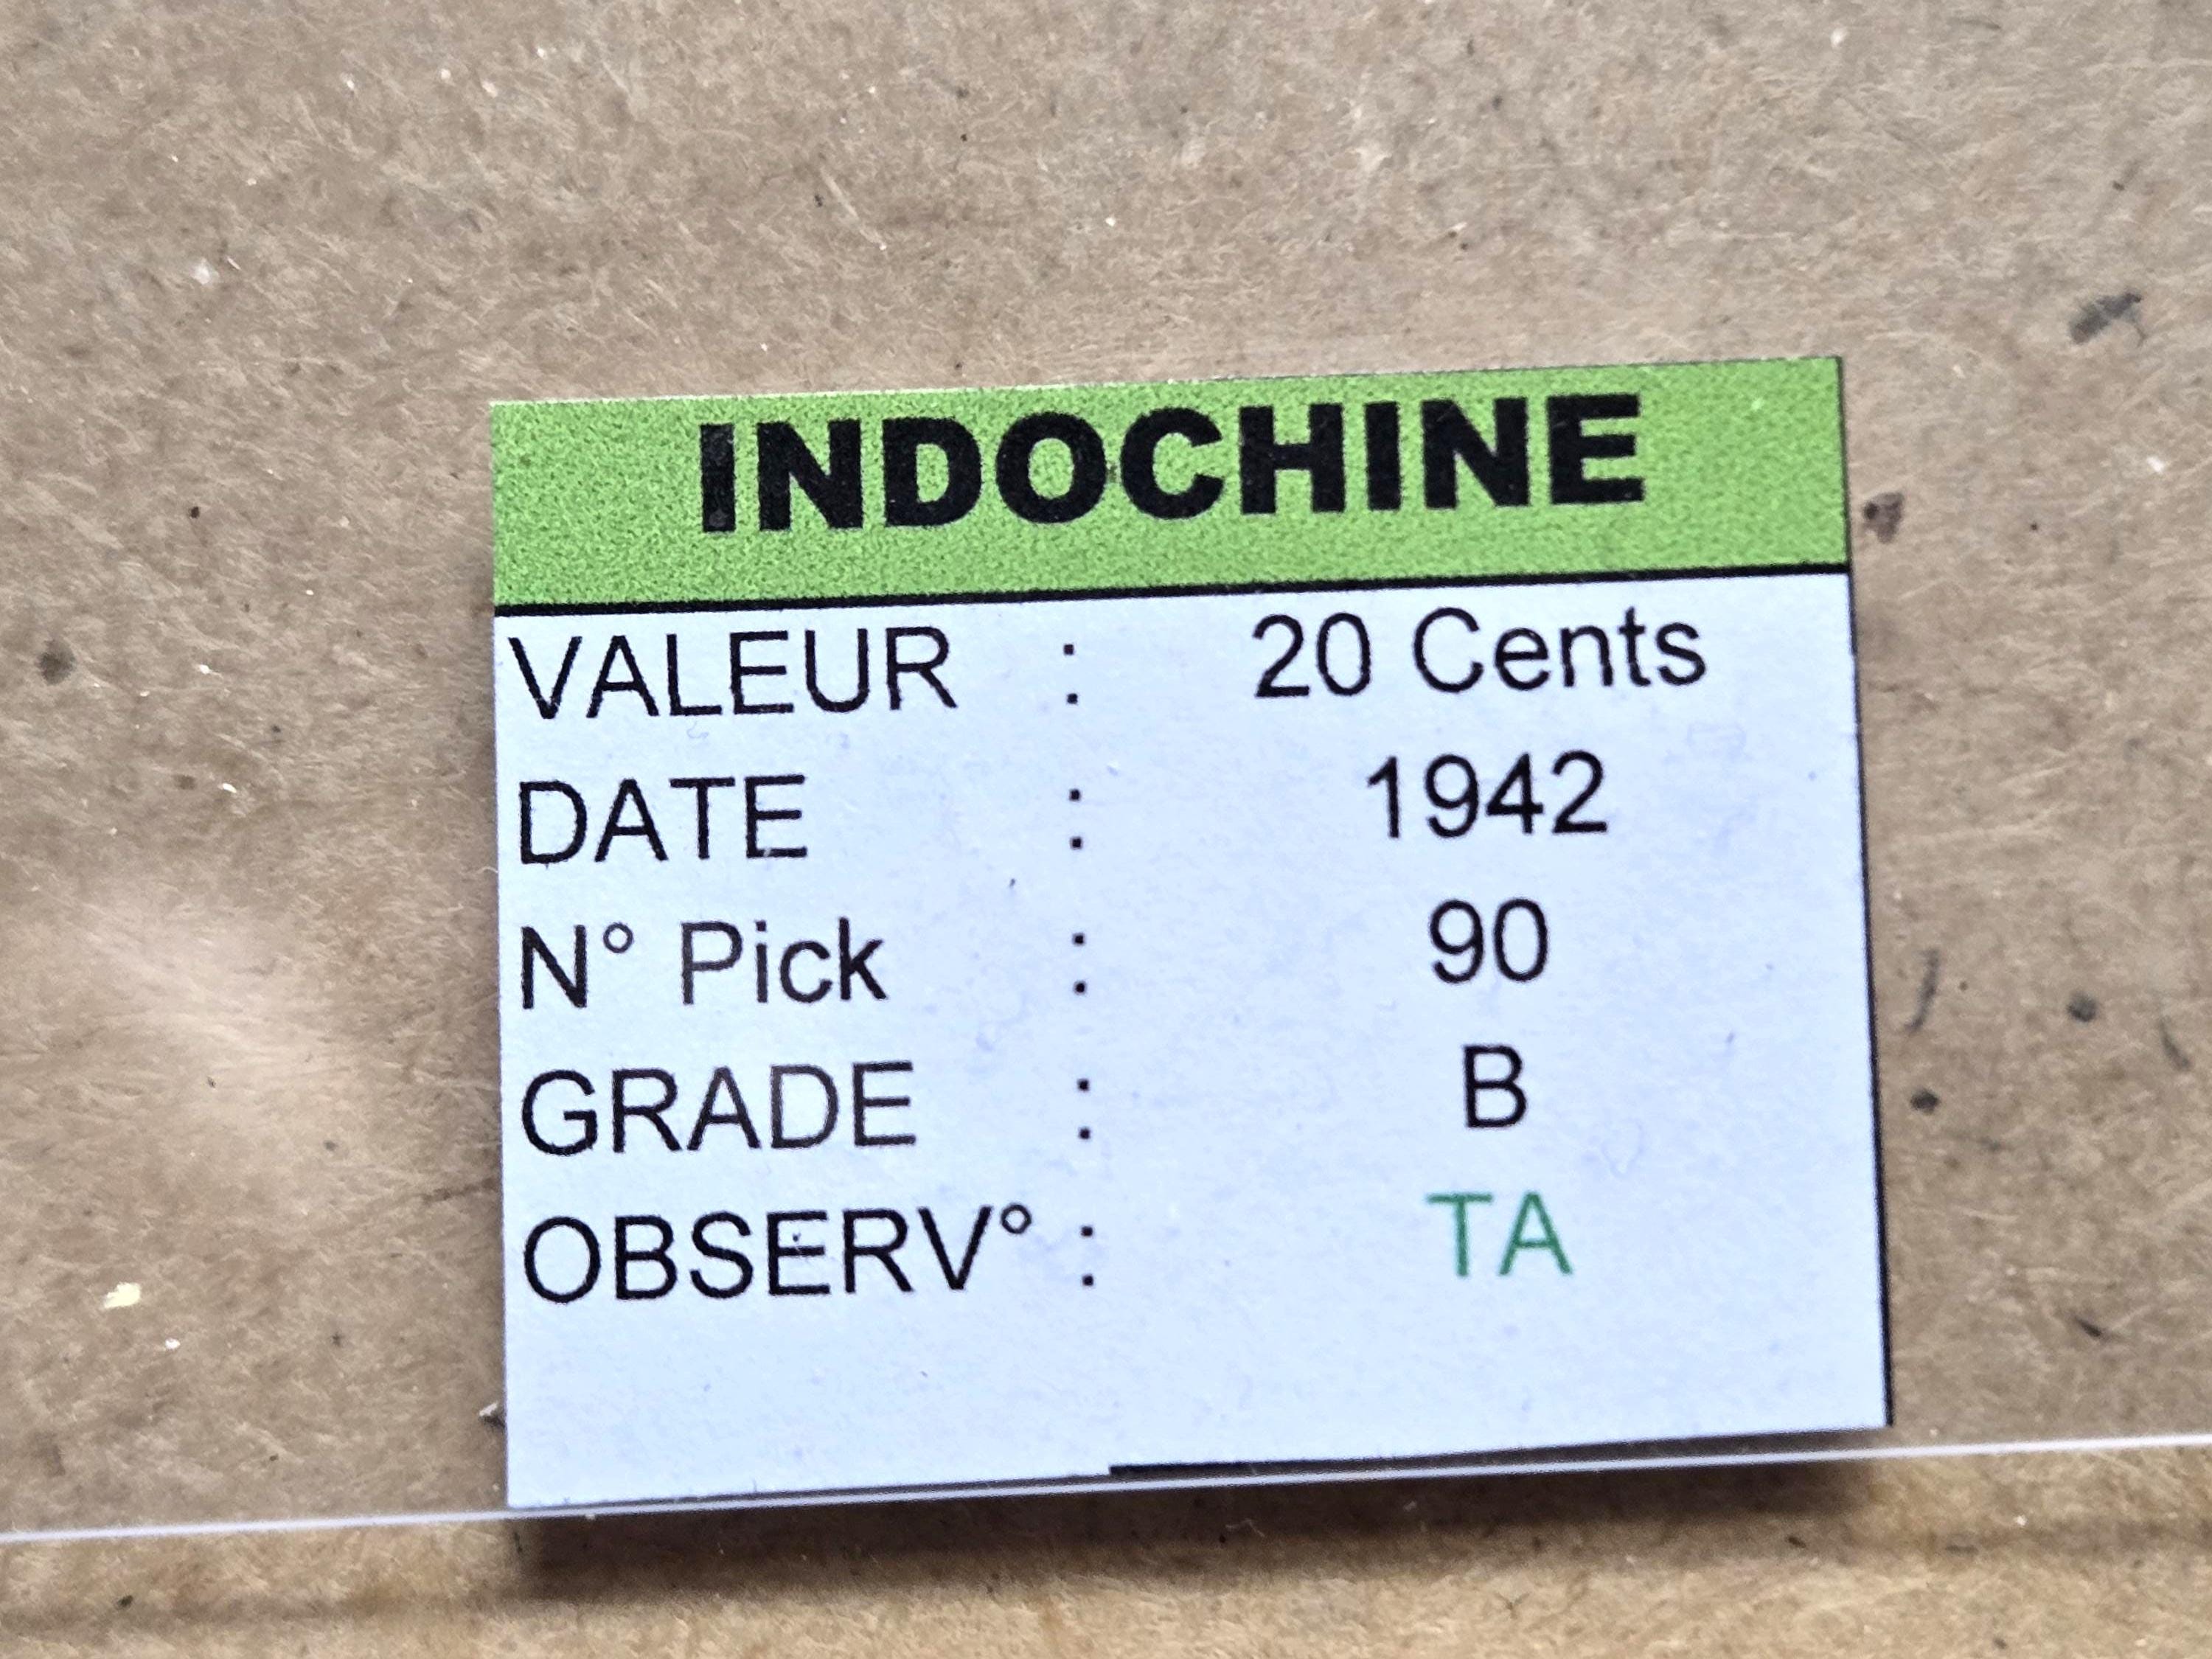 INDOCHINE
VALEUR : 20 Cents
DATE : 1942
N° Pick : 90
GRADE : B
OBSERV° : TA